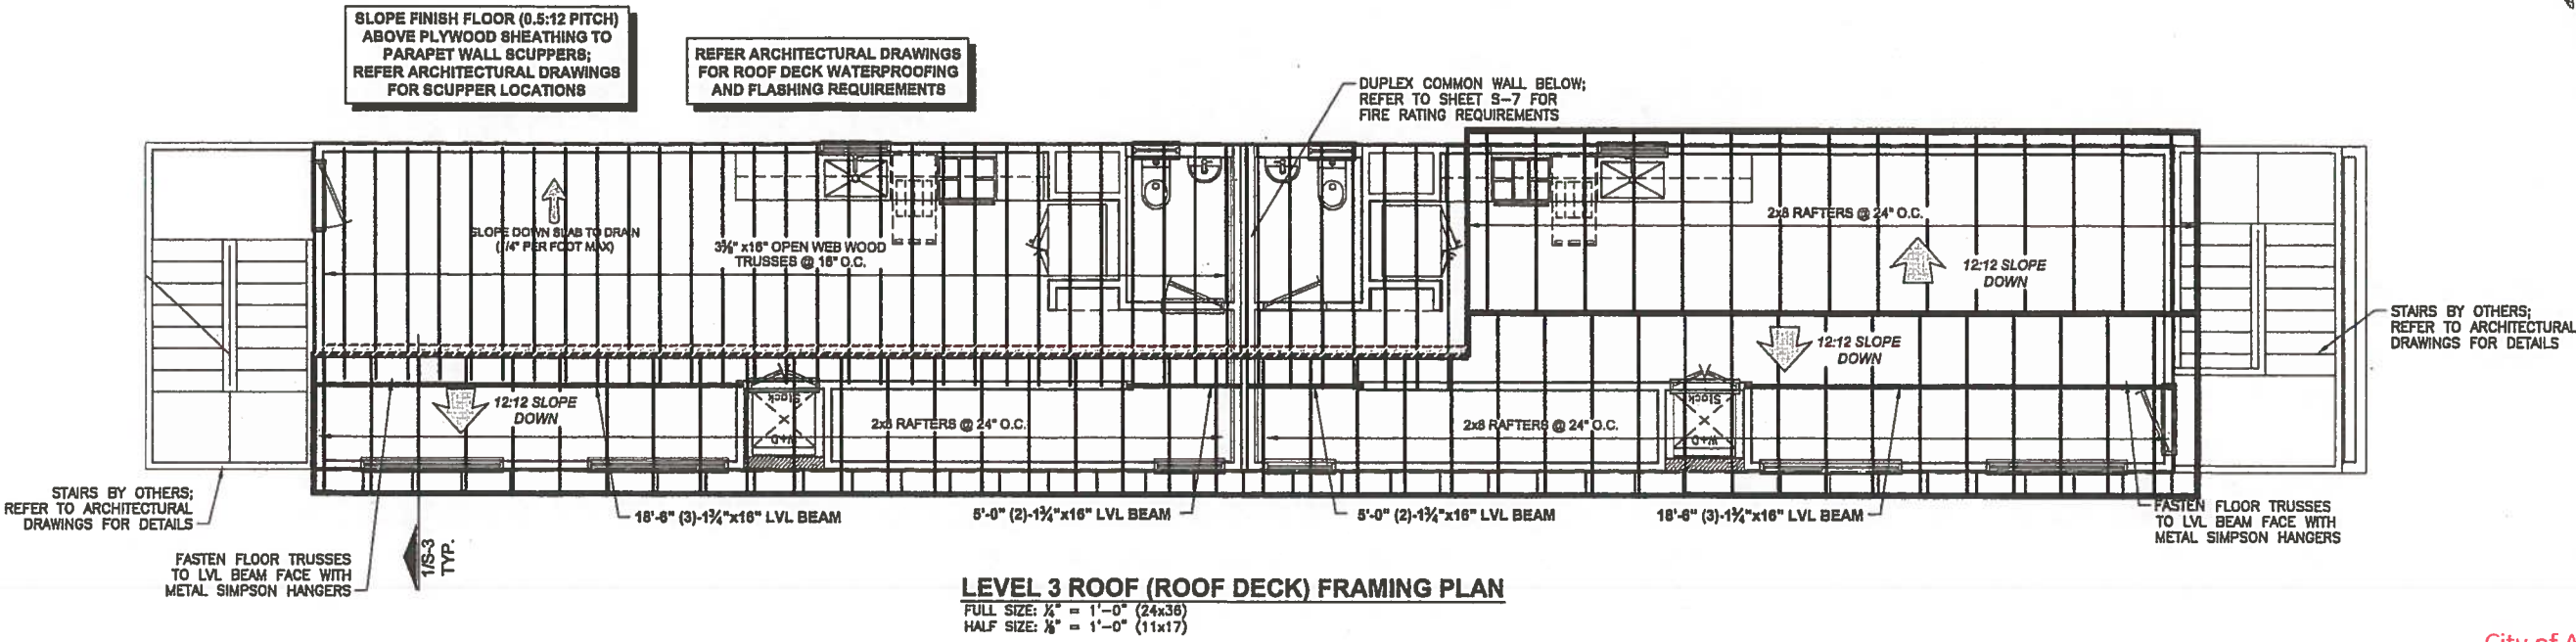 SLOPE FINISH FLOOR (0.5:12 PITCH)
ABOVE PLYWOOD SHEATHING TO
PARAPET WALL SCUPPERS;
REFER ARCHITECTURAL DRAWINGS
FOR SCUPPER LOCATIONS
REFER ARCHITECTURAL DRAWINGS
FOR ROOF DECK WATERPROOFING
AND FLASHING REQUIREMENTS
DUPLEX COMMON WALL BELOW;
REFER TO SHEET S-7 FOR
FIRE RATING REQUIREMENTS
SLOPE DOWN SLAB TO DRAIN
(1/4" PER FOOT MAX)
3½" x16" OPEN WEB WOOD
TRUSSES @ 16" O.C.
2x8 RAFTERS @ 24" O.C.
12:12 SLOPE
DOWN
12:12 SLOPE
DOWN
STAIRS BY OTHERS;
REFER TO ARCHITECTURAL
DRAWINGS FOR DETAILS
12:12 SLOPE
DOWN
Stack
W+D
2x8 RAFTERS @ 24" O.C.
2x8 RAFTERS @ 24" O.C.
Stack
W+D
STAIRS BY OTHERS;
REFER TO ARCHITECTURAL
DRAWINGS FOR DETAILS
18'-6" (3)-1¾"x16" LVL BEAM
5'-0" (2)-1¾"x16" LVL BEAM
5'-0" (2)-1¾"x16" LVL BEAM
18'-6" (3)-1¾"x16" LVL BEAM
FASTEN FLOOR TRUSSES
TO LVL BEAM FACE WITH
METAL SIMPSON HANGERS
FASTEN FLOOR TRUSSES
TO LVL BEAM FACE WITH
METAL SIMPSON HANGERS
1/S-3
TYP.
LEVEL 3 ROOF (ROOF DECK) FRAMING PLAN
FULL SIZE: ¼" = 1'-0" (24x36)
HALF SIZE: ⅛" = 1'-0" (11x17)
City of A